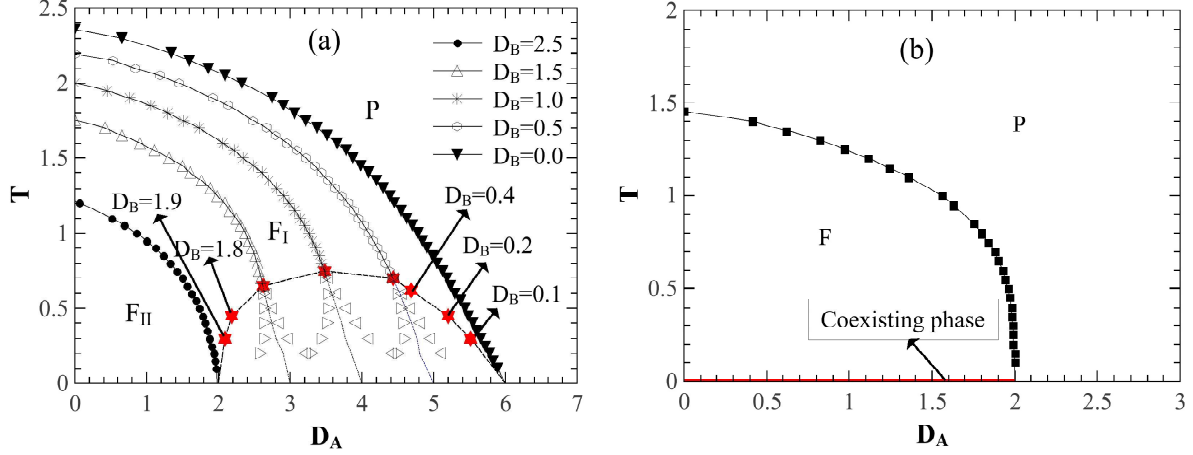 2.5
2
1.5
1
0.5
0
T
0
1
2
3
4
5
6
7
D_A
(a)
D_B=2.5
D_B=1.5
D_B=1.0
D_B=0.5
D_B=0.0
P
D_B=1.9
D_B=1.8
F_I
F_II
D_B=0.4
D_B=0.2
D_B=0.1
2
1.5
1
0.5
0
T
0
0.5
1
1.5
2
2.5
3
D_A
(b)
P
F
Coexisting phase